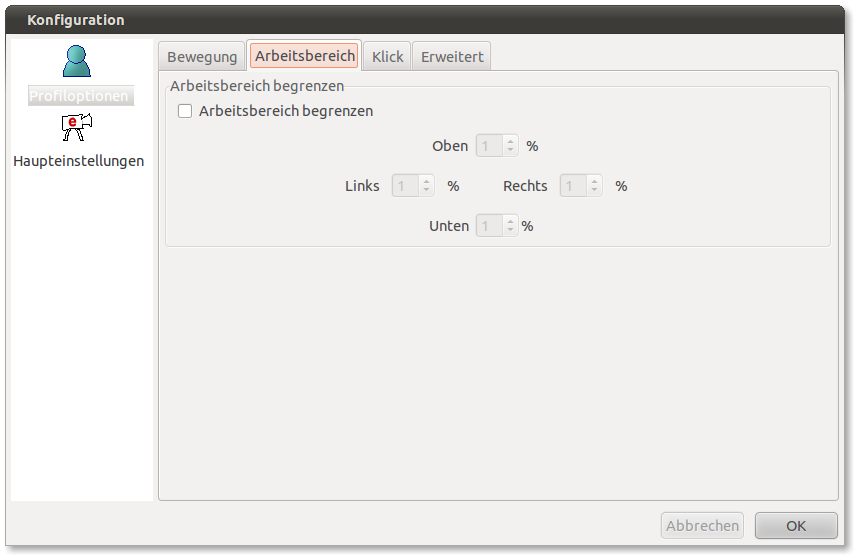 Konfiguration
Profiloptionen
e
Haupteinstellungen
Bewegung Arbeitsbereich Klick Erweitert
Arbeitsbereich begrenzen
Arbeitsbereich begrenzen
Oben 1 %
Links 1 % Rechts 1 %
Unten 1 %
Abbrechen OK